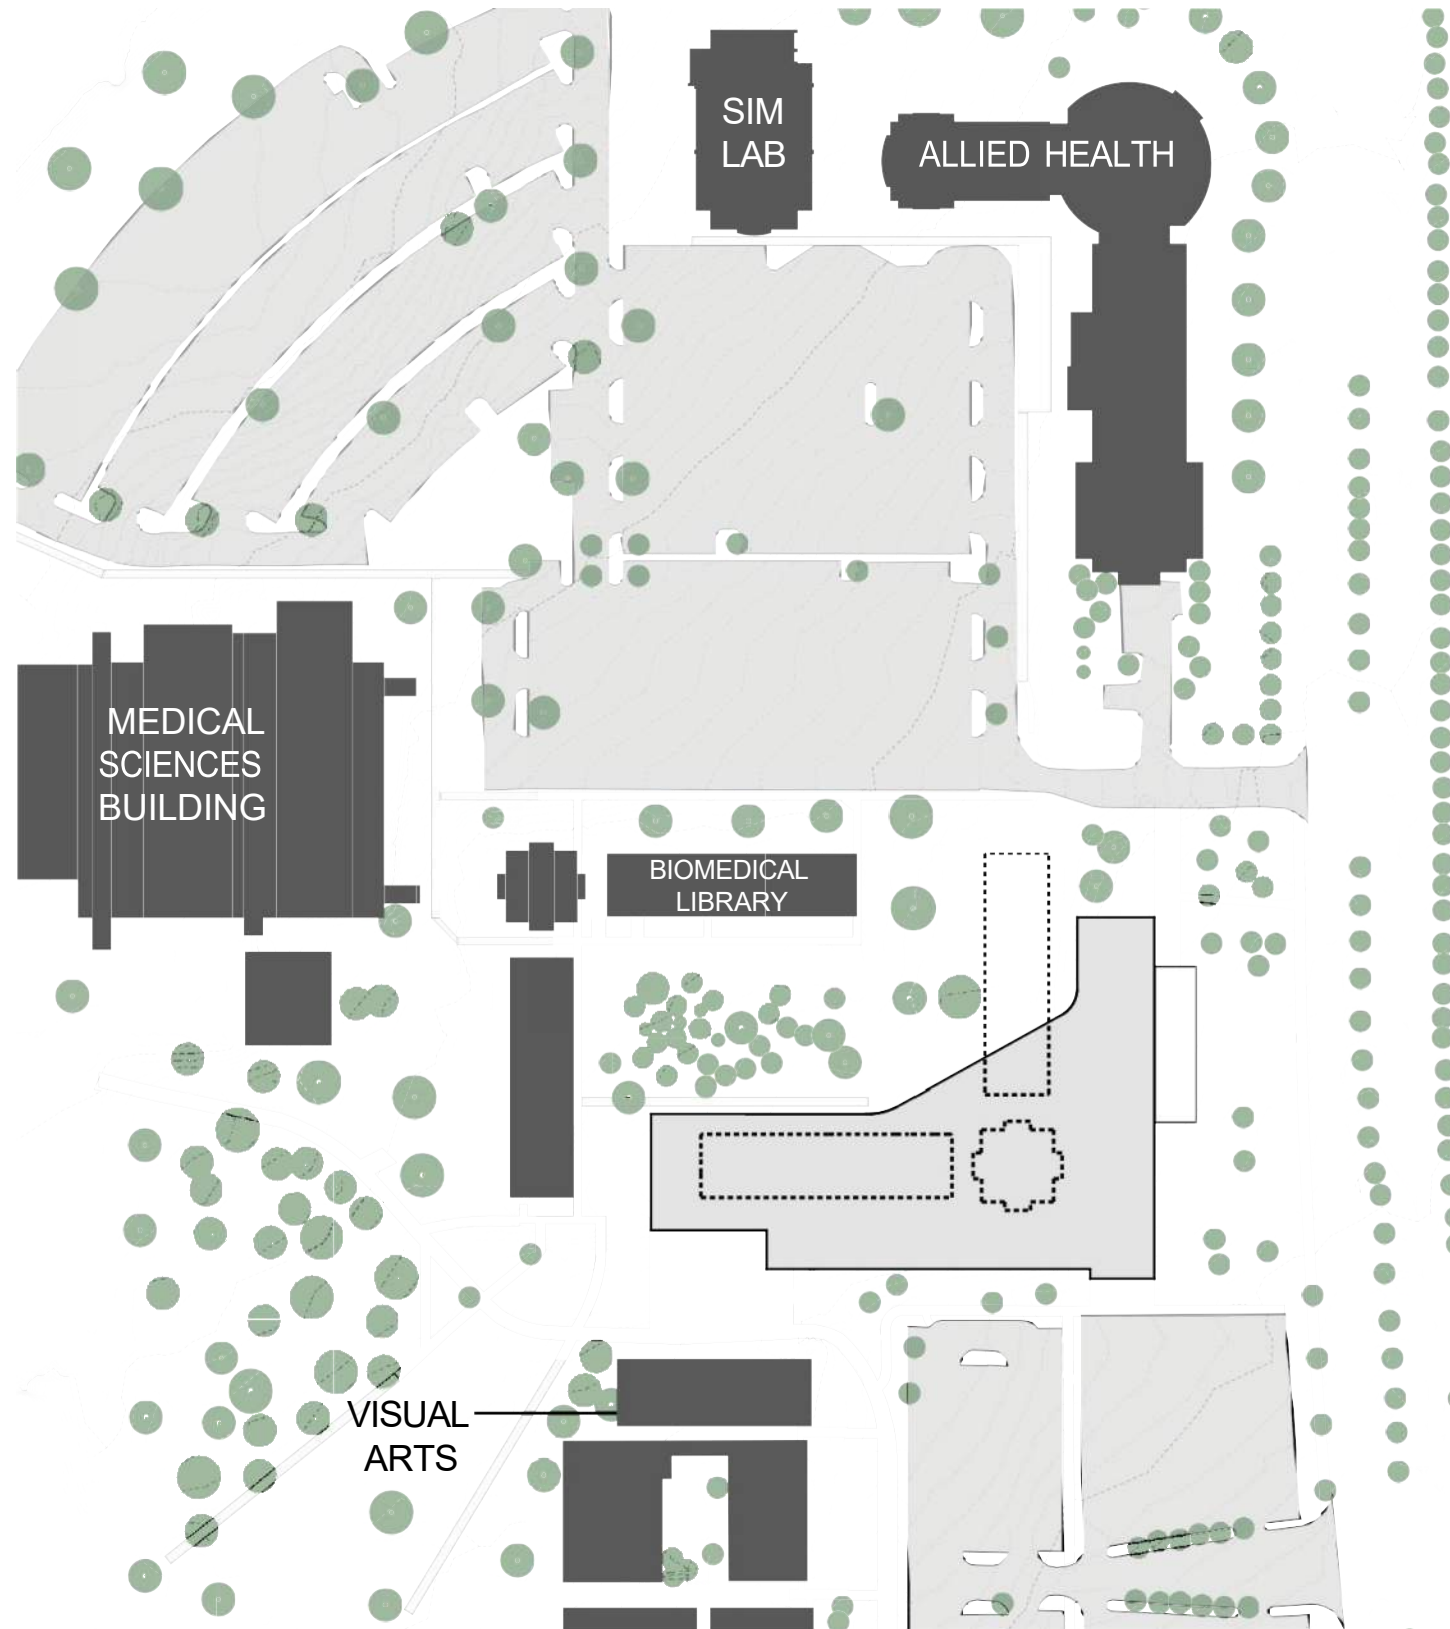 SIM
LAB
ALLIED HEALTH
MEDICAL
SCIENCES
BUILDING
BIOMEDICAL
LIBRARY
VISUAL
ARTS